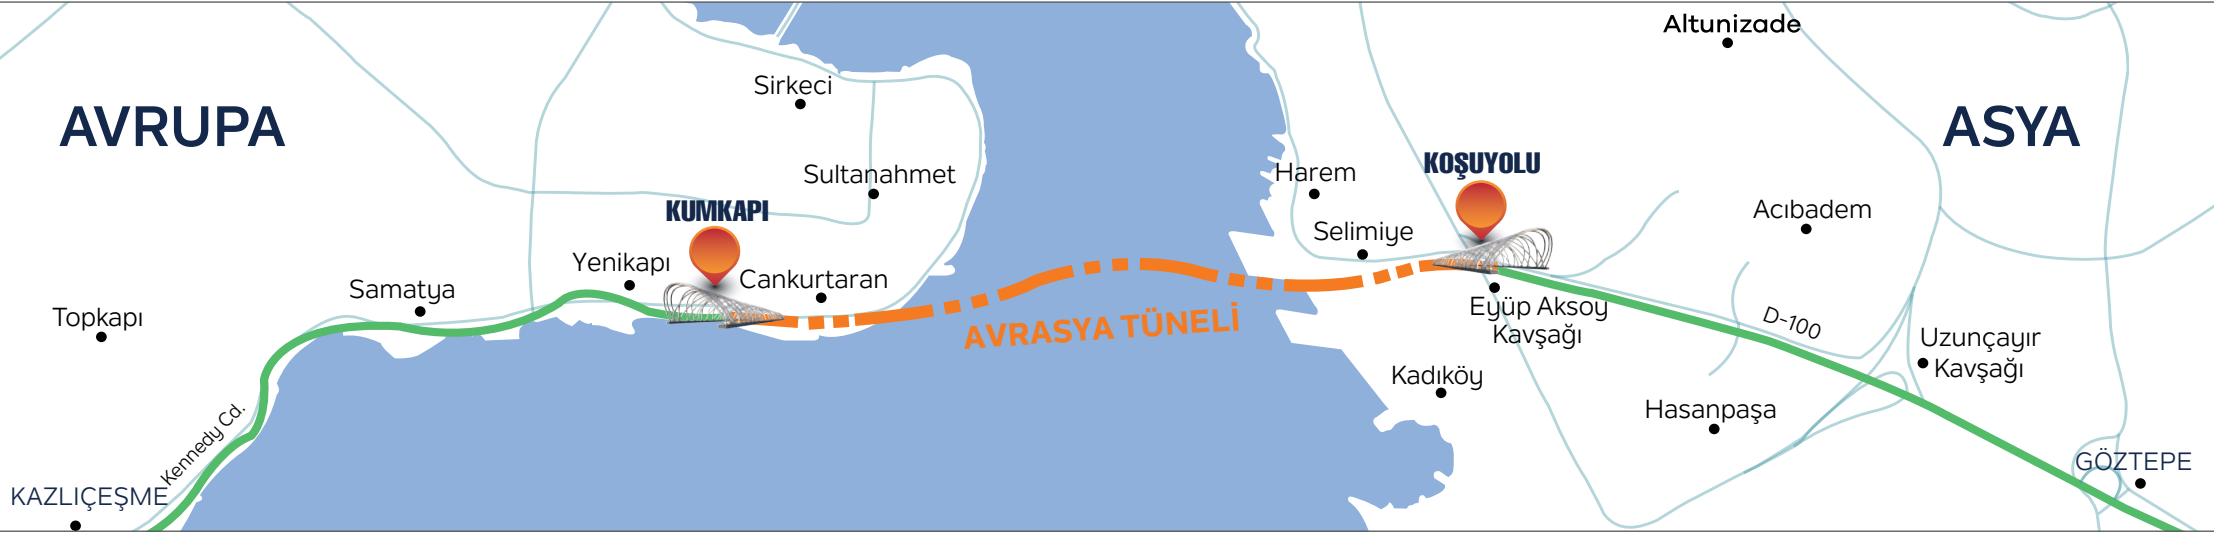 Altunizade
Sirkeci
AVRUPA
ASYA
KOŞUYOLU
Sultanahmet
Harem
KUMKAPI
Acıbadem
Selimiye
Yenikapı
Cankurtaran
Samatya
Topkapı
Eyüp Aksoy
Kavşağı
AVRASYA TÜNELİ
D-100
Uzunçayır
Kavşağı
Kadıköy
Hasanpaşa
Kennedy Cd.
GÖZTEPE
KAZLIÇEŞME